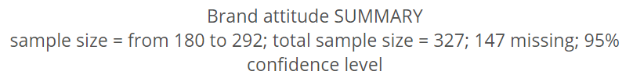 Brand attitude SUMMARY
sample size = from 180 to 292; total sample size = 327; 147 missing; 95%
confidence level